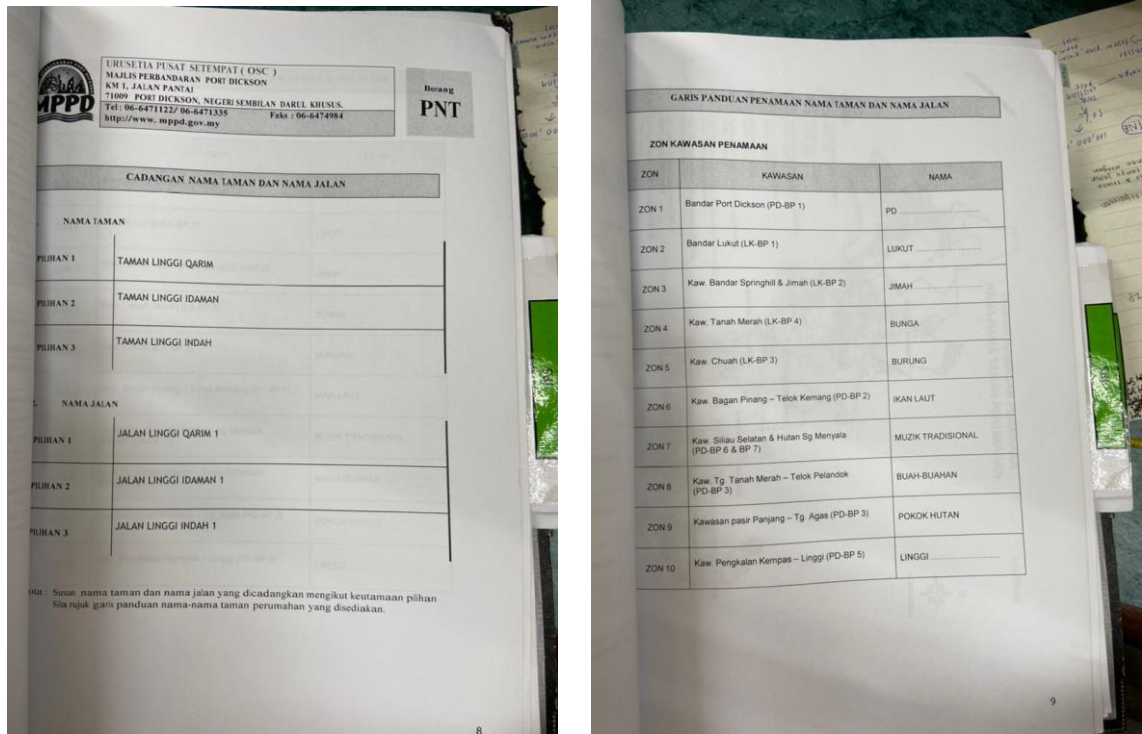 MPPD
URUSETIA PUSAT SETEMPAT ( OSC )
MAJLIS PERBANDARAN PORT DICKSON
KM 1, JALAN PANTAI
71009 PORT DICKSON, NEGERI SEMBILAN DARUL KHUSUS.
Tel : 06-6471122/ 06-6471335 Faks : 06-6474984
http://www. mppd.gov.my
Borang
PNT
CADANGAN NAMA TAMAN DAN NAMA JALAN
NAMA TAMAN
PILIHAN 1 TAMAN LINGGI QARIM
PILIHAN 2 TAMAN LINGGI IDAMAN
PILIHAN 3 TAMAN LINGGI INDAH
NAMA JALAN
PILIHAN 1 JALAN LINGGI QARIM 1
PILIHAN 2 JALAN LINGGI IDAMAN 1
PILIHAN 3 JALAN LINGGI INDAH 1
ota : Susun nama taman dan nama jalan yang dicadangkan mengikut keutamaan pilihan
Sila rujuk garis panduan nama-nama taman perumahan yang disediakan.
8
GARIS PANDUAN PENAMAAN NAMA TAMAN DAN NAMA JALAN
ZON KAWASAN PENAMAAN
ZON KAWASAN NAMA
ZON 1 Bandar Port Dickson (PD-BP 1) PD ..........................
ZON 2 Bandar Lukut (LK-BP 1) LUKUT ......................
ZON 3 Kaw. Bandar Springhill & Jimah (LK-BP 2) JIMAH .......................
ZON 4 Kaw. Tanah Merah (LK-BP 4) BUNGA
ZON 5 Kaw. Chuah (LK-BP 3) BURUNG
ZON 6 Kaw. Bagan Pinang – Telok Kemang (PD-BP 2) IKAN LAUT
ZON 7 Kaw. Siliau Selatan & Hutan Sg Menyala MUZIK TRADISIONAL
(PD-BP 6 & BP 7)
ZON 8 Kaw. Tg. Tanah Merah – Telok Pelandok BUAH-BUAHAN
(PD-BP 3)
ZON 9 Kawasan pasir Panjang – Tg. Agas (PD-BP 3) POKOK HUTAN
ZON 10 Kaw. Pengkalan Kempas – Linggi (PD-BP 5) LINGGI .......................
9